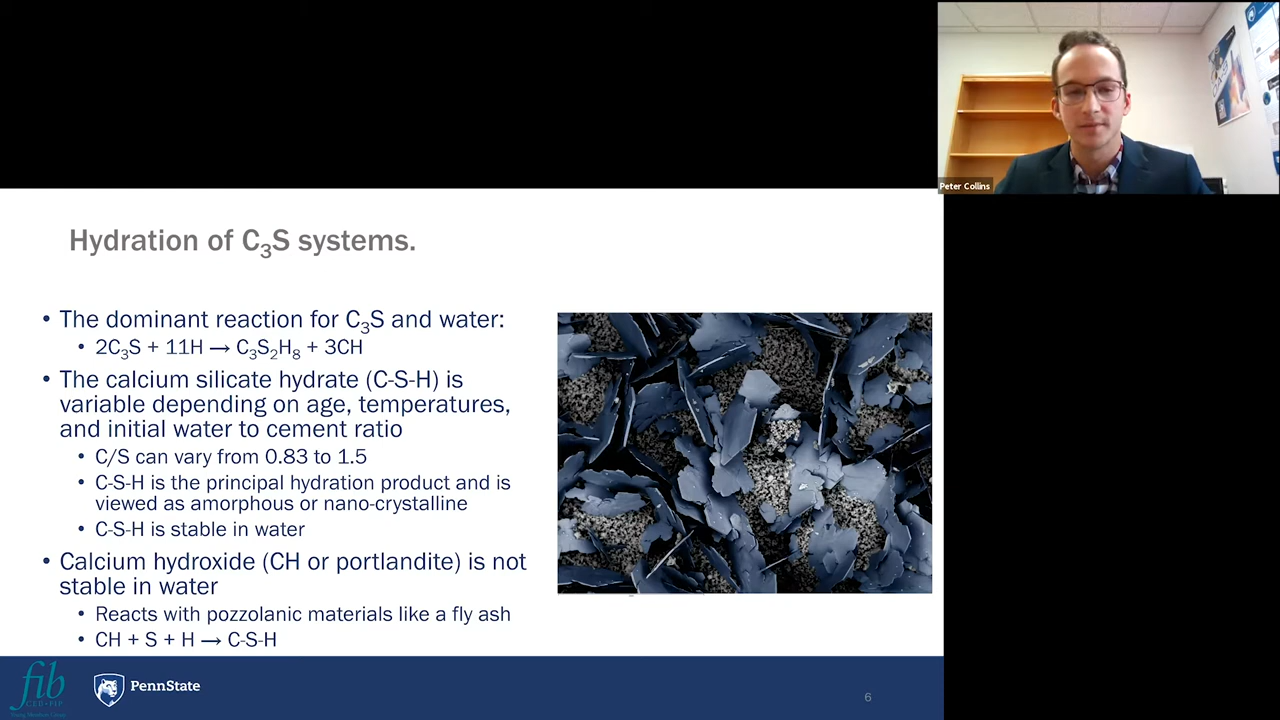 Peter Collins
Hydration of C₃S systems.
• The dominant reaction for C₃S and water:
• 2C₃S + 11H → C₃S₂H₈ + 3CH
• The calcium silicate hydrate (C-S-H) is
variable depending on age, temperatures,
and initial water to cement ratio
• C/S can vary from 0.83 to 1.5
• C-S-H is the principal hydration product and is
viewed as amorphous or nano-crystalline
• C-S-H is stable in water
• Calcium hydroxide (CH or portlandite) is not
stable in water
• Reacts with pozzolanic materials like a fly ash
• CH + S + H → C-S-H
fib
CEB-FIP
PennState
6